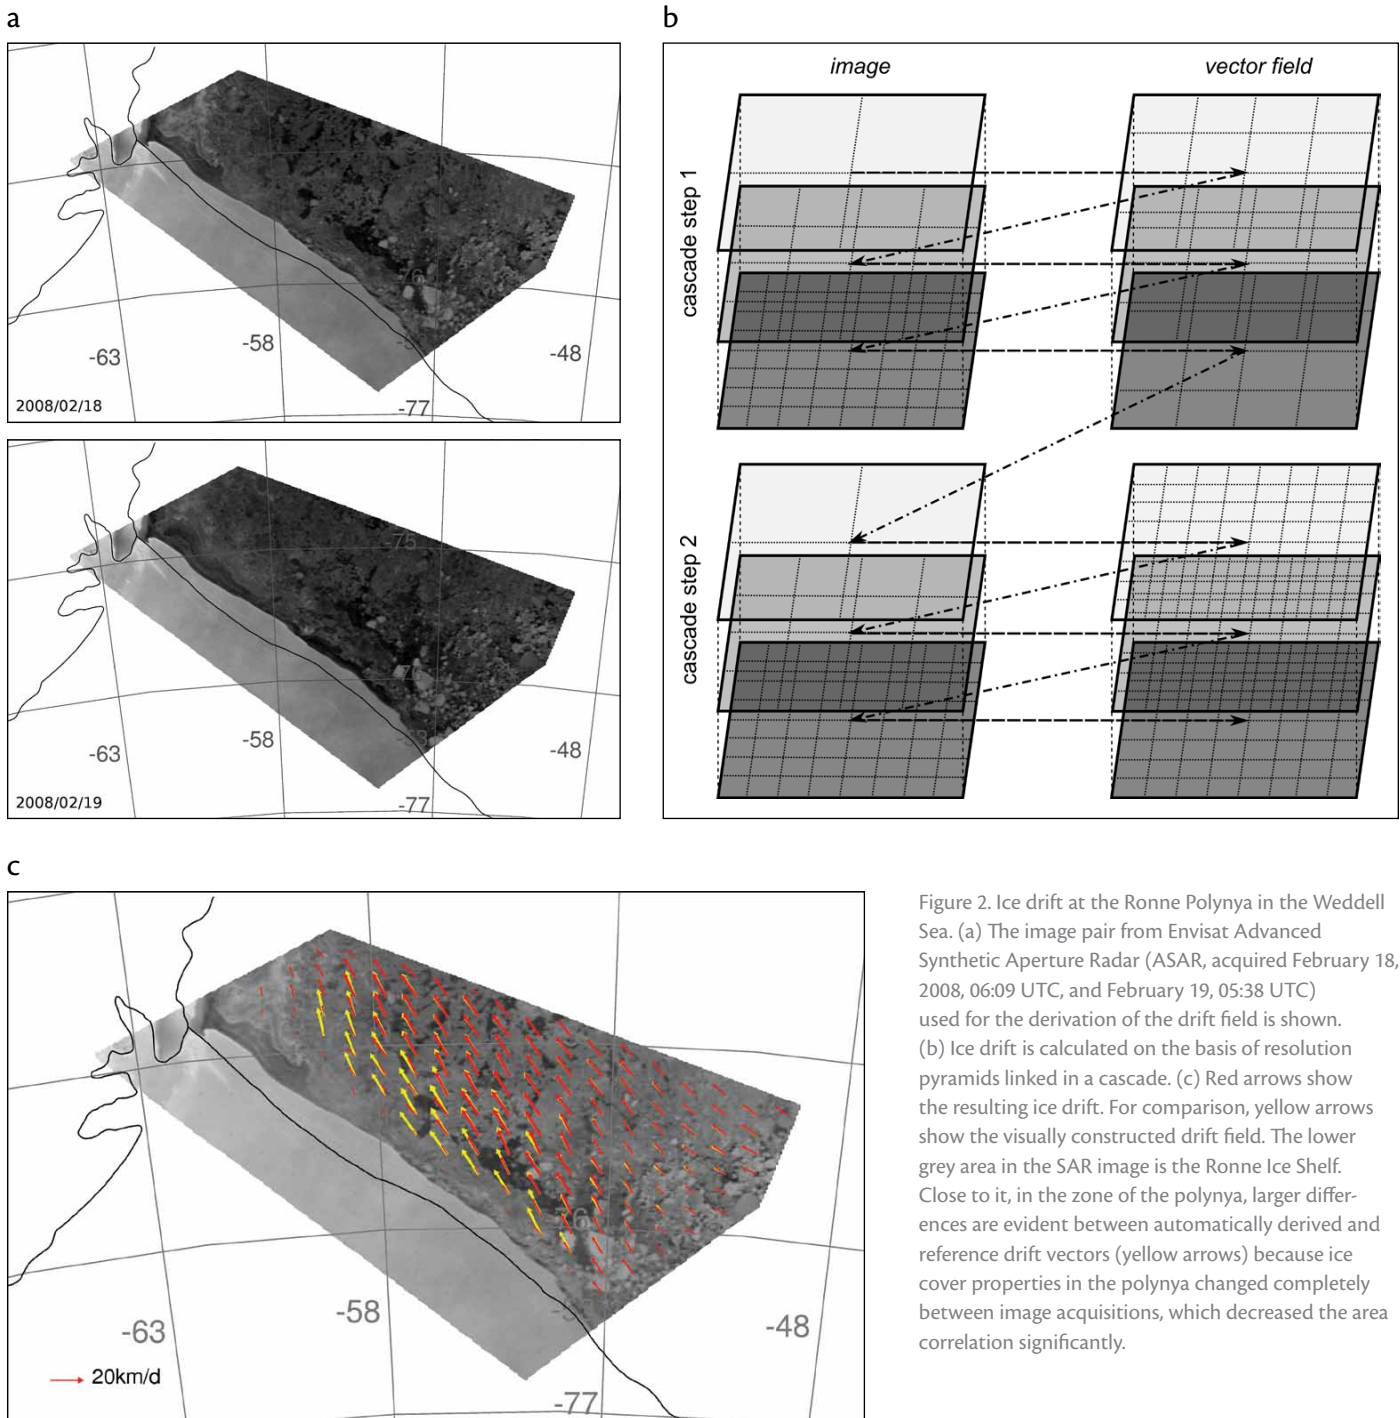 a
-63
-58
-76
-48
-77
2008/02/18
b
image
vector field
cascade step 1
cascade step 2
-75
-76
-63
-58
-53
-48
-77
2008/02/19
c
-63
-58
-48
-77
20km/d
Figure 2. Ice drift at the Ronne Polynya in the Weddell
Sea. (a) The image pair from Envisat Advanced
Synthetic Aperture Radar (ASAR, acquired February 18,
2008, 06:09 UTC, and February 19, 05:38 UTC)
used for the derivation of the drift field is shown.
(b) Ice drift is calculated on the basis of resolution
pyramids linked in a cascade. (c) Red arrows show
the resulting ice drift. For comparison, yellow arrows
show the visually constructed drift field. The lower
grey area in the SAR image is the Ronne Ice Shelf.
Close to it, in the zone of the polynya, larger differ-
ences are evident between automatically derived and
reference drift vectors (yellow arrows) because ice
cover properties in the polynya changed completely
between image acquisitions, which decreased the area
correlation significantly.